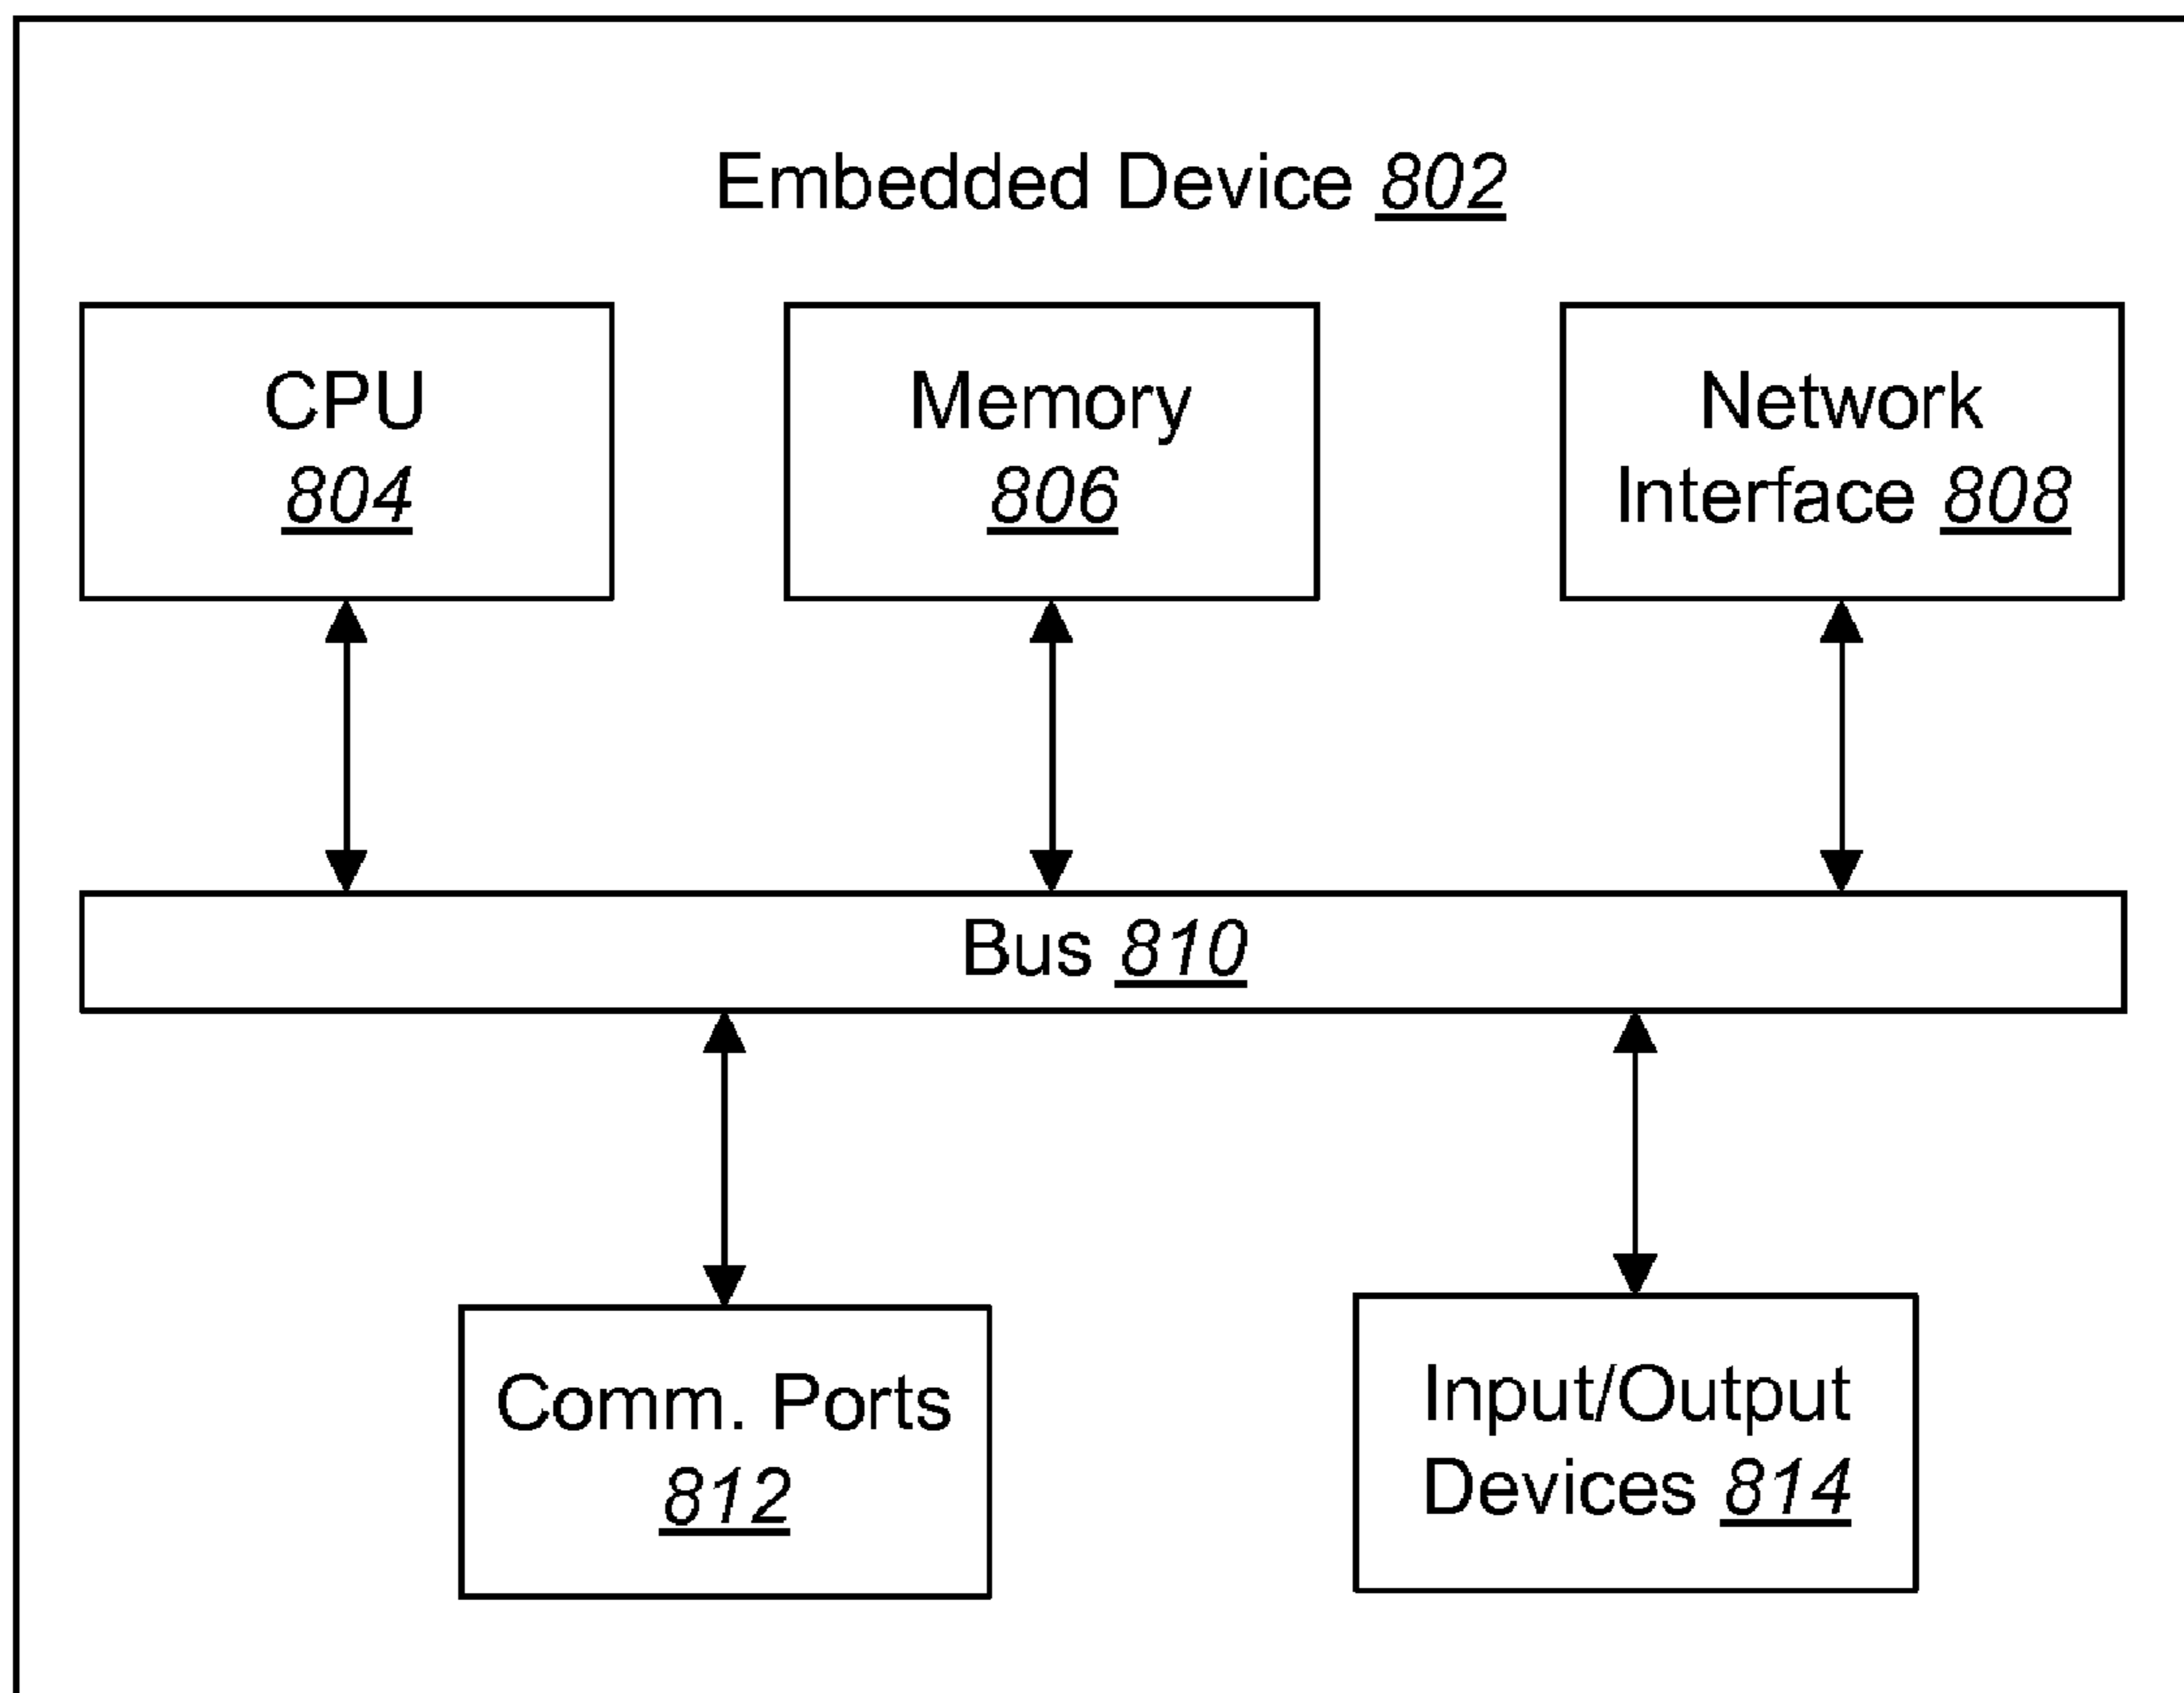 Embedded Device 802
CPU
804
Memory
806
Network
Interface 808
Bus 810
Comm. Ports
812
Input/Output
Devices 814